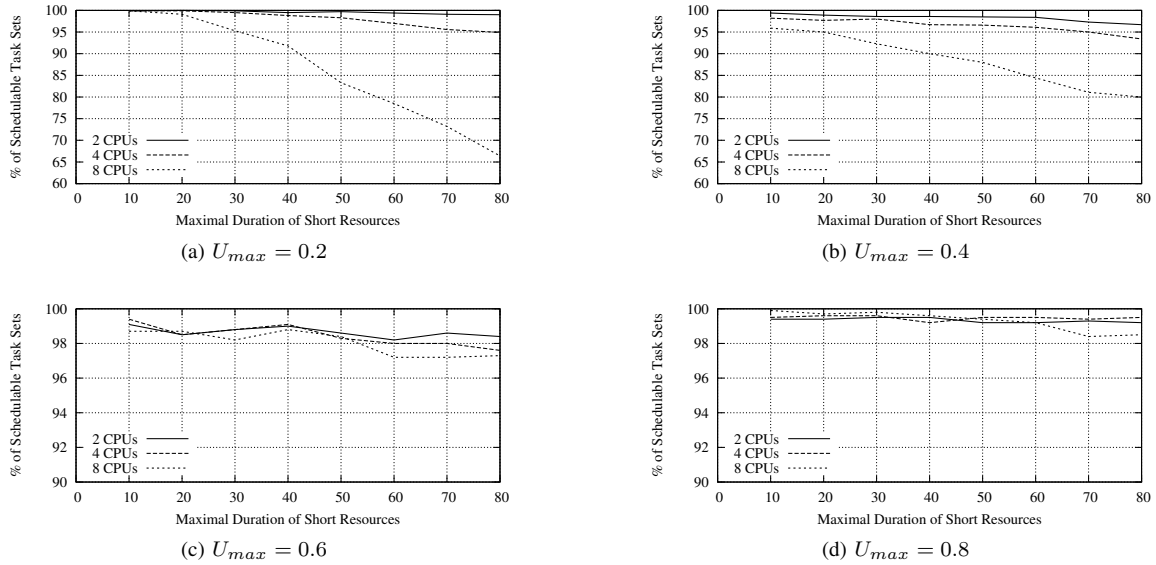 100
95
90
85
80
75
70
65
60
% of Schedulable Task Sets
2 CPUs
4 CPUs
8 CPUs
0 10 20 30 40 50 60 70 80
Maximal Duration of Short Resources
(a) U_max = 0.2
100
95
90
85
80
75
70
65
60
% of Schedulable Task Sets
2 CPUs
4 CPUs
8 CPUs
0 10 20 30 40 50 60 70 80
Maximal Duration of Short Resources
(b) U_max = 0.4
100
98
96
94
92
90
% of Schedulable Task Sets
2 CPUs
4 CPUs
8 CPUs
0 10 20 30 40 50 60 70 80
Maximal Duration of Short Resources
(c) U_max = 0.6
100
98
96
94
92
90
% of Schedulable Task Sets
2 CPUs
4 CPUs
8 CPUs
0 10 20 30 40 50 60 70 80
Maximal Duration of Short Resources
(d) U_max = 0.8